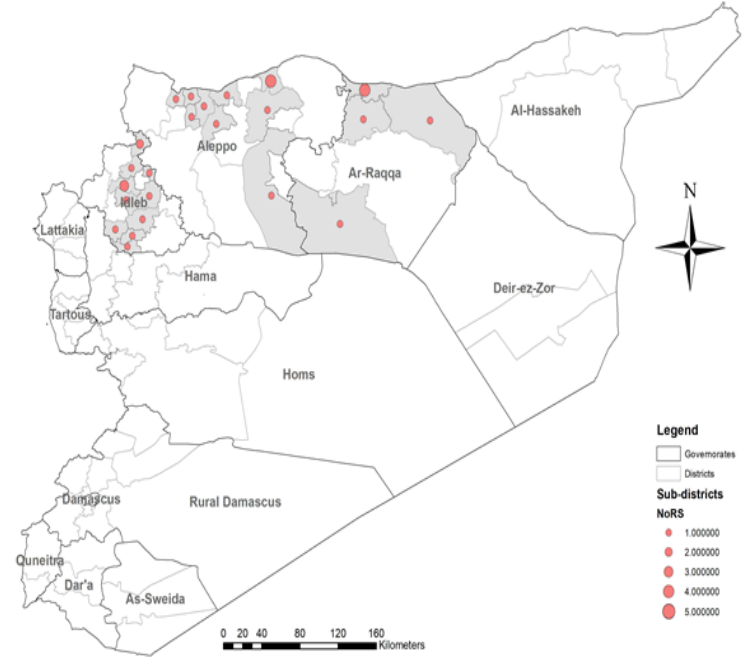 Al-Hassakeh
Aleppo
Ar-Raqqa
N
Idleb
Lattakia
Hama
Deir-ez-Zor
Tartous
Homs
Damascus
Rural Damascus
Quneitra
Dar'a
As-Sweida
Legend
Governorates
Districts
Sub-districts
NoRS
1.000000
2.000000
3.000000
4.000000
5.000000
0 20 40 80 120 160
Kilometers